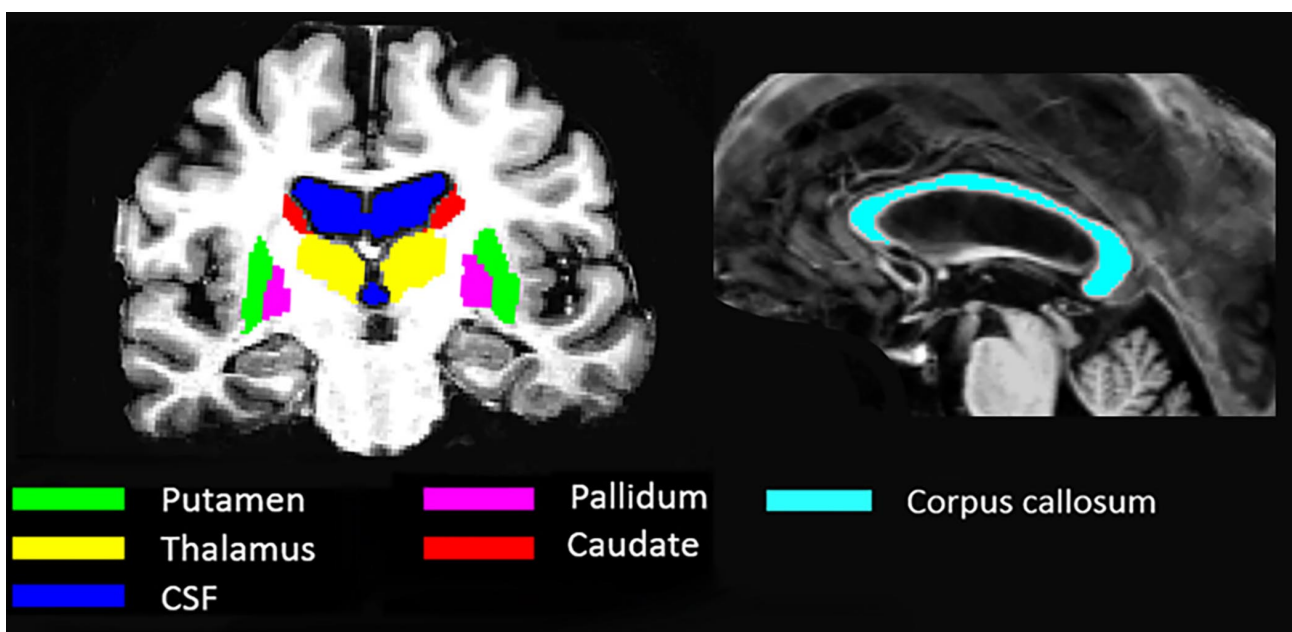 Putamen
Pallidum
Corpus callosum
Thalamus
Caudate
CSF